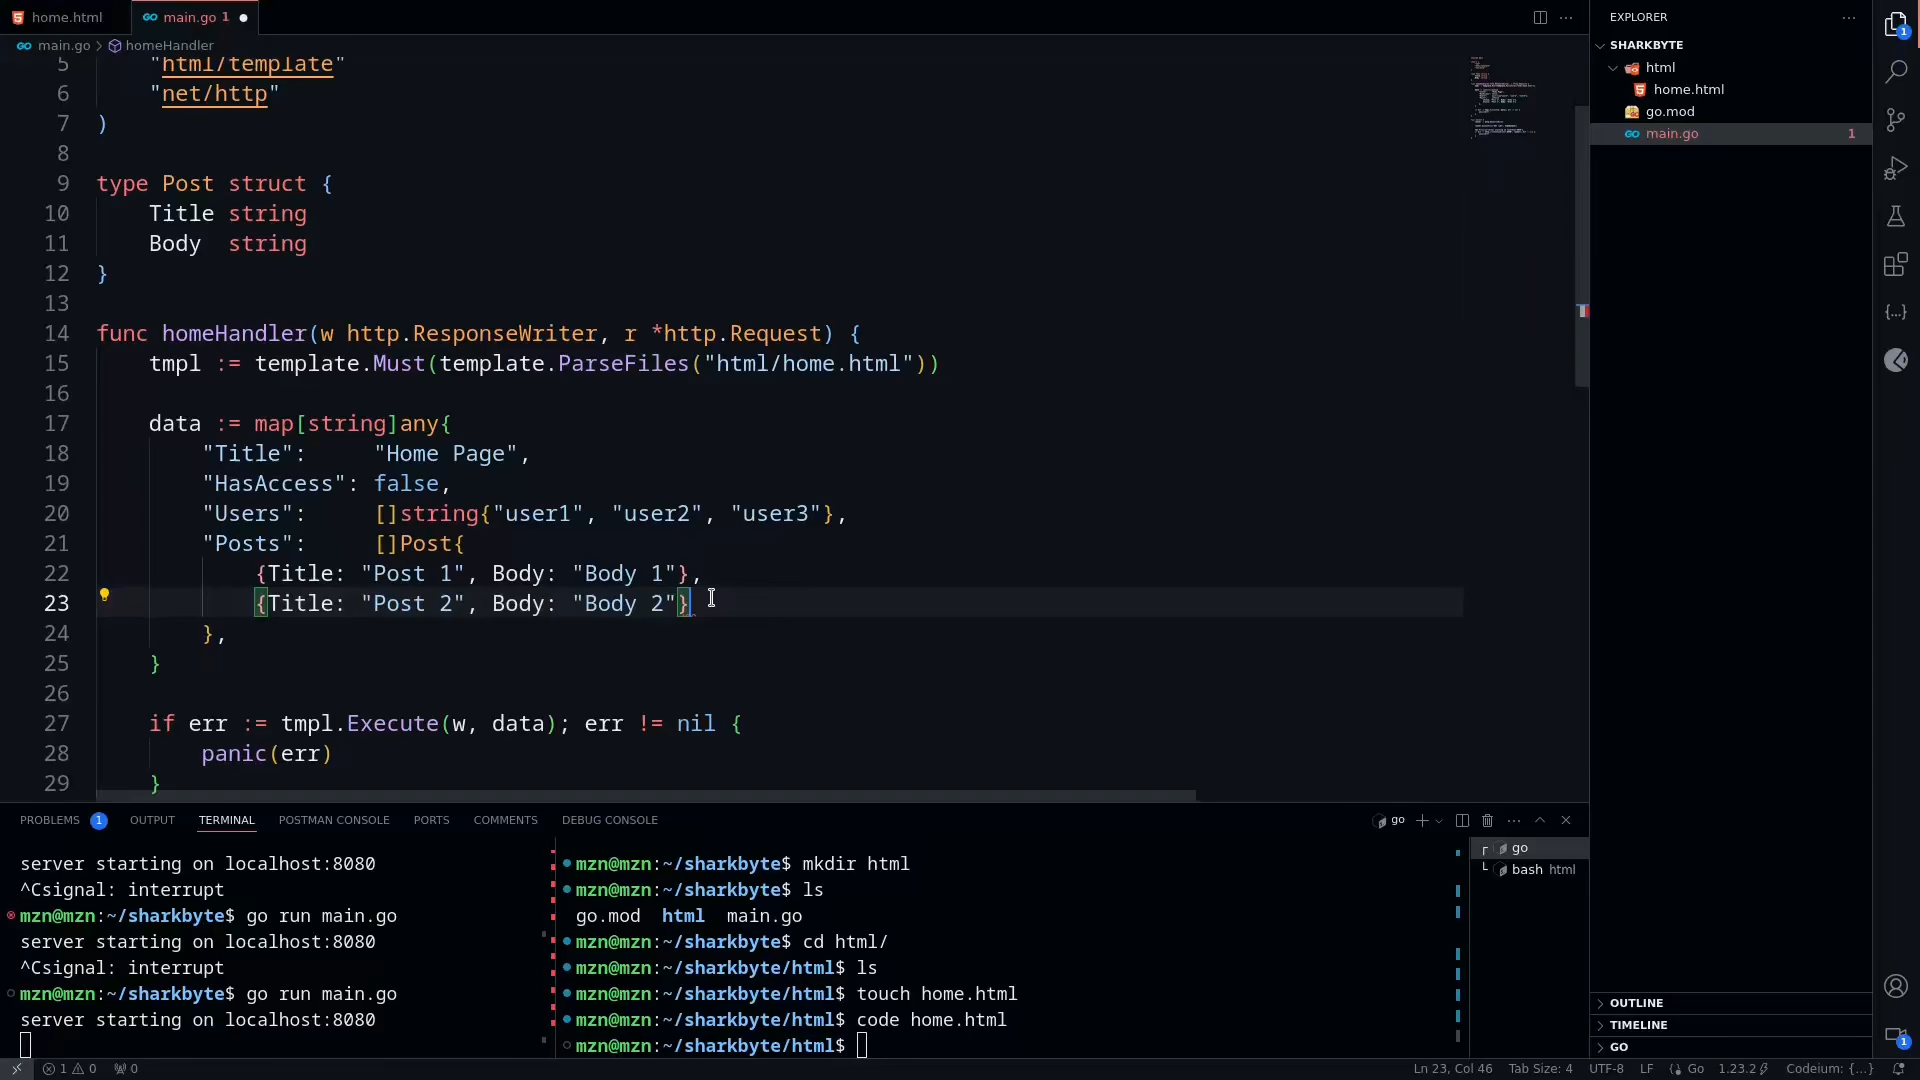 home.html
main.go 1
main.go > homeHandler
5 "html/template"
6 "net/http"
7 )
8
9 type Post struct {
10 Title string
11 Body  string
12 }
13
14 func homeHandler(w http.ResponseWriter, r *http.Request) {
15 tmpl := template.Must(template.ParseFiles("html/home.html"))
16
17 data := map[string]any{
18 "Title":     "Home Page",
19 "HasAccess": false,
20 "Users":     []string{"user1", "user2", "user3"},
21 "Posts":     []Post{
22 {Title: "Post 1", Body: "Body 1"},
23 {Title: "Post 2", Body: "Body 2"}
24 },
25 }
26
27 if err := tmpl.Execute(w, data); err != nil {
28 panic(err)
29 }
PROBLEMS 1 OUTPUT TERMINAL POSTMAN CONSOLE PORTS COMMENTS DEBUG CONSOLE
go
server starting on localhost:8080
^Csignal: interrupt
mzn@mzn:~/sharkbyte$ go run main.go
server starting on localhost:8080
^Csignal: interrupt
mzn@mzn:~/sharkbyte$ go run main.go
server starting on localhost:8080
mzn@mzn:~/sharkbyte$ mkdir html
mzn@mzn:~/sharkbyte$ ls
go.mod  html  main.go
mzn@mzn:~/sharkbyte$ cd html/
mzn@mzn:~/sharkbyte/html$ ls
mzn@mzn:~/sharkbyte/html$ touch home.html
mzn@mzn:~/sharkbyte/html$ code home.html
mzn@mzn:~/sharkbyte/html$
go
bash html
EXPLORER
SHARKBYTE
html
home.html
go.mod
main.go 1
OUTLINE
TIMELINE
GO
1
1
1 0 0
Ln 23, Col 46 Tab Size: 4 UTF-8 LF Go 1.23.2 Codeium: {...}